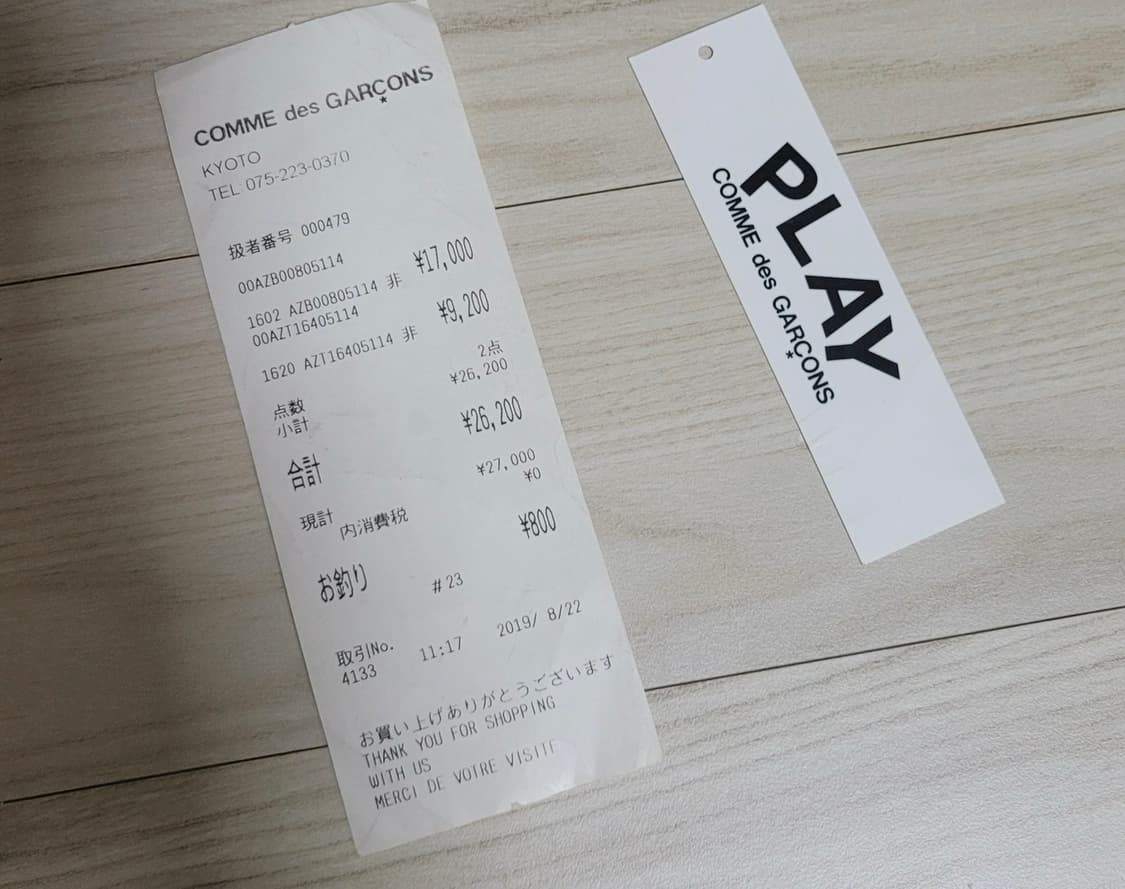 COMME des GARÇONS
KYOTO
TEL 075-223-0370
扱者番号 000479
00AZB00805114
1602 AZB00805114 非 ¥17,000
00AZT16405114
1620 AZT16405114 非 ¥9,200
点数 2点
小計 ¥26,200
合計 ¥26,200
現計 ¥27,000
内消費税 ¥0
お釣り ¥800
#23
取引No.
4133 11:17 2019/ 8/22
お買い上げありがとうございます
THANK YOU FOR SHOPPING
WITH US
MERCI DE VOTRE VISITE
PLAY
COMME des GARÇONS